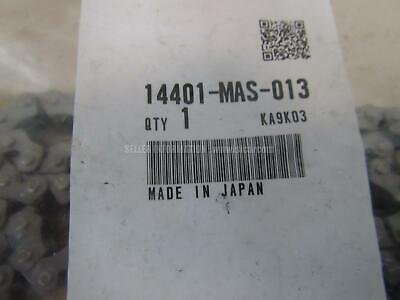 14401-MAS-013
QTY 1 KA9K03
MADE IN JAPAN